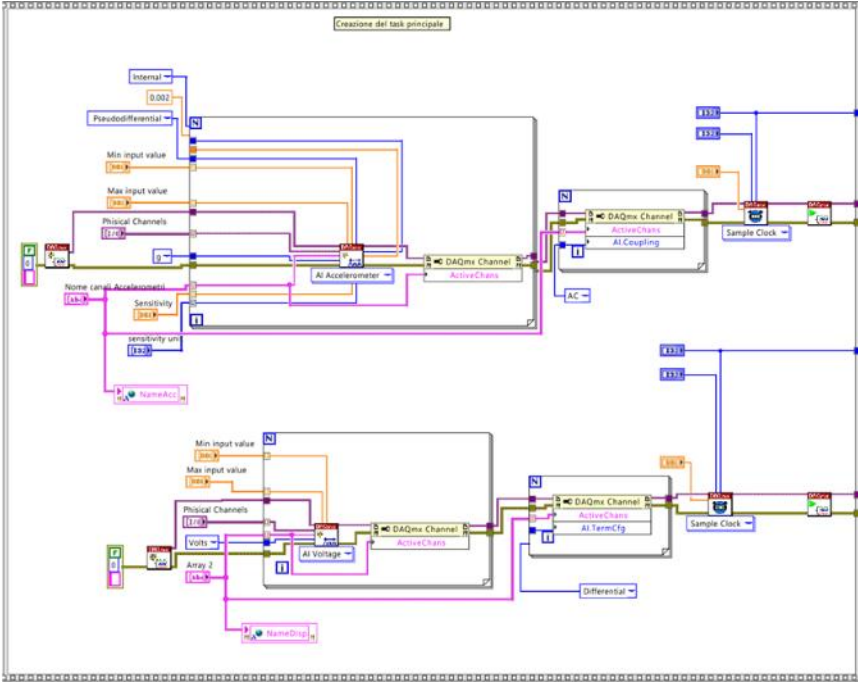 Creazione del task principale
Internal
0.002
Pseudodifferential
Min input value
Max input value
Phisical Channels
g
Nome canali Accelerometri
Sensitivity
sensitivity unit
NameAcc
N
i
AI Accelerometer
DAQmx Channel
ActiveChans
N
DAQmx Channel
ActiveChans
AI.Coupling
i
AC
Sample Clock
Min input value
Max input value
Phisical Channels
Volts
Array 2
NameDisp
N
i
AI Voltage
DAQmx Channel
ActiveChans
N
DAQmx Channel
ActiveChans
AI.TermCfg
i
Differential
Sample Clock